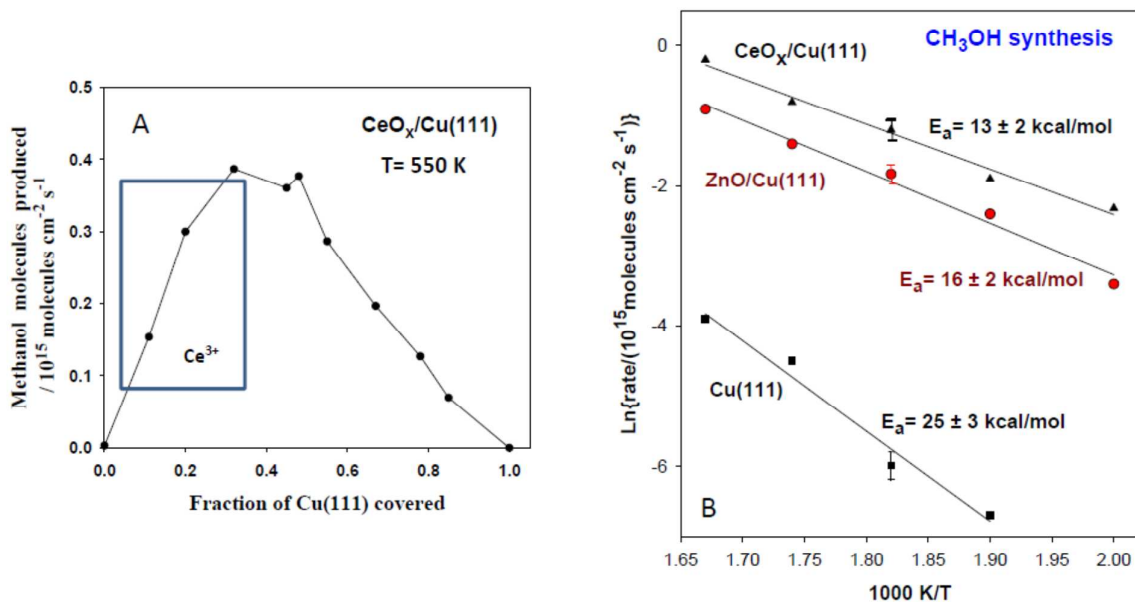 A
CeOₓ/Cu(111)
T= 550 K
Ce³⁺
Methanol molecules produced
/ 10¹⁵ molecules cm⁻² s⁻¹
0.5
0.4
0.3
0.2
0.1
0.0
0.0 0.2 0.4 0.6 0.8 1.0
Fraction of Cu(111) covered
CH₃OH synthesis
CeOₓ/Cu(111)
Eₐ= 13 ± 2 kcal/mol
ZnO/Cu(111)
Eₐ= 16 ± 2 kcal/mol
Cu(111)
Eₐ= 25 ± 3 kcal/mol
B
Ln{rate/(10¹⁵molecules cm⁻² s⁻¹)}
0
-2
-4
-6
1.65 1.70 1.75 1.80 1.85 1.90 1.95 2.00
1000 K/T